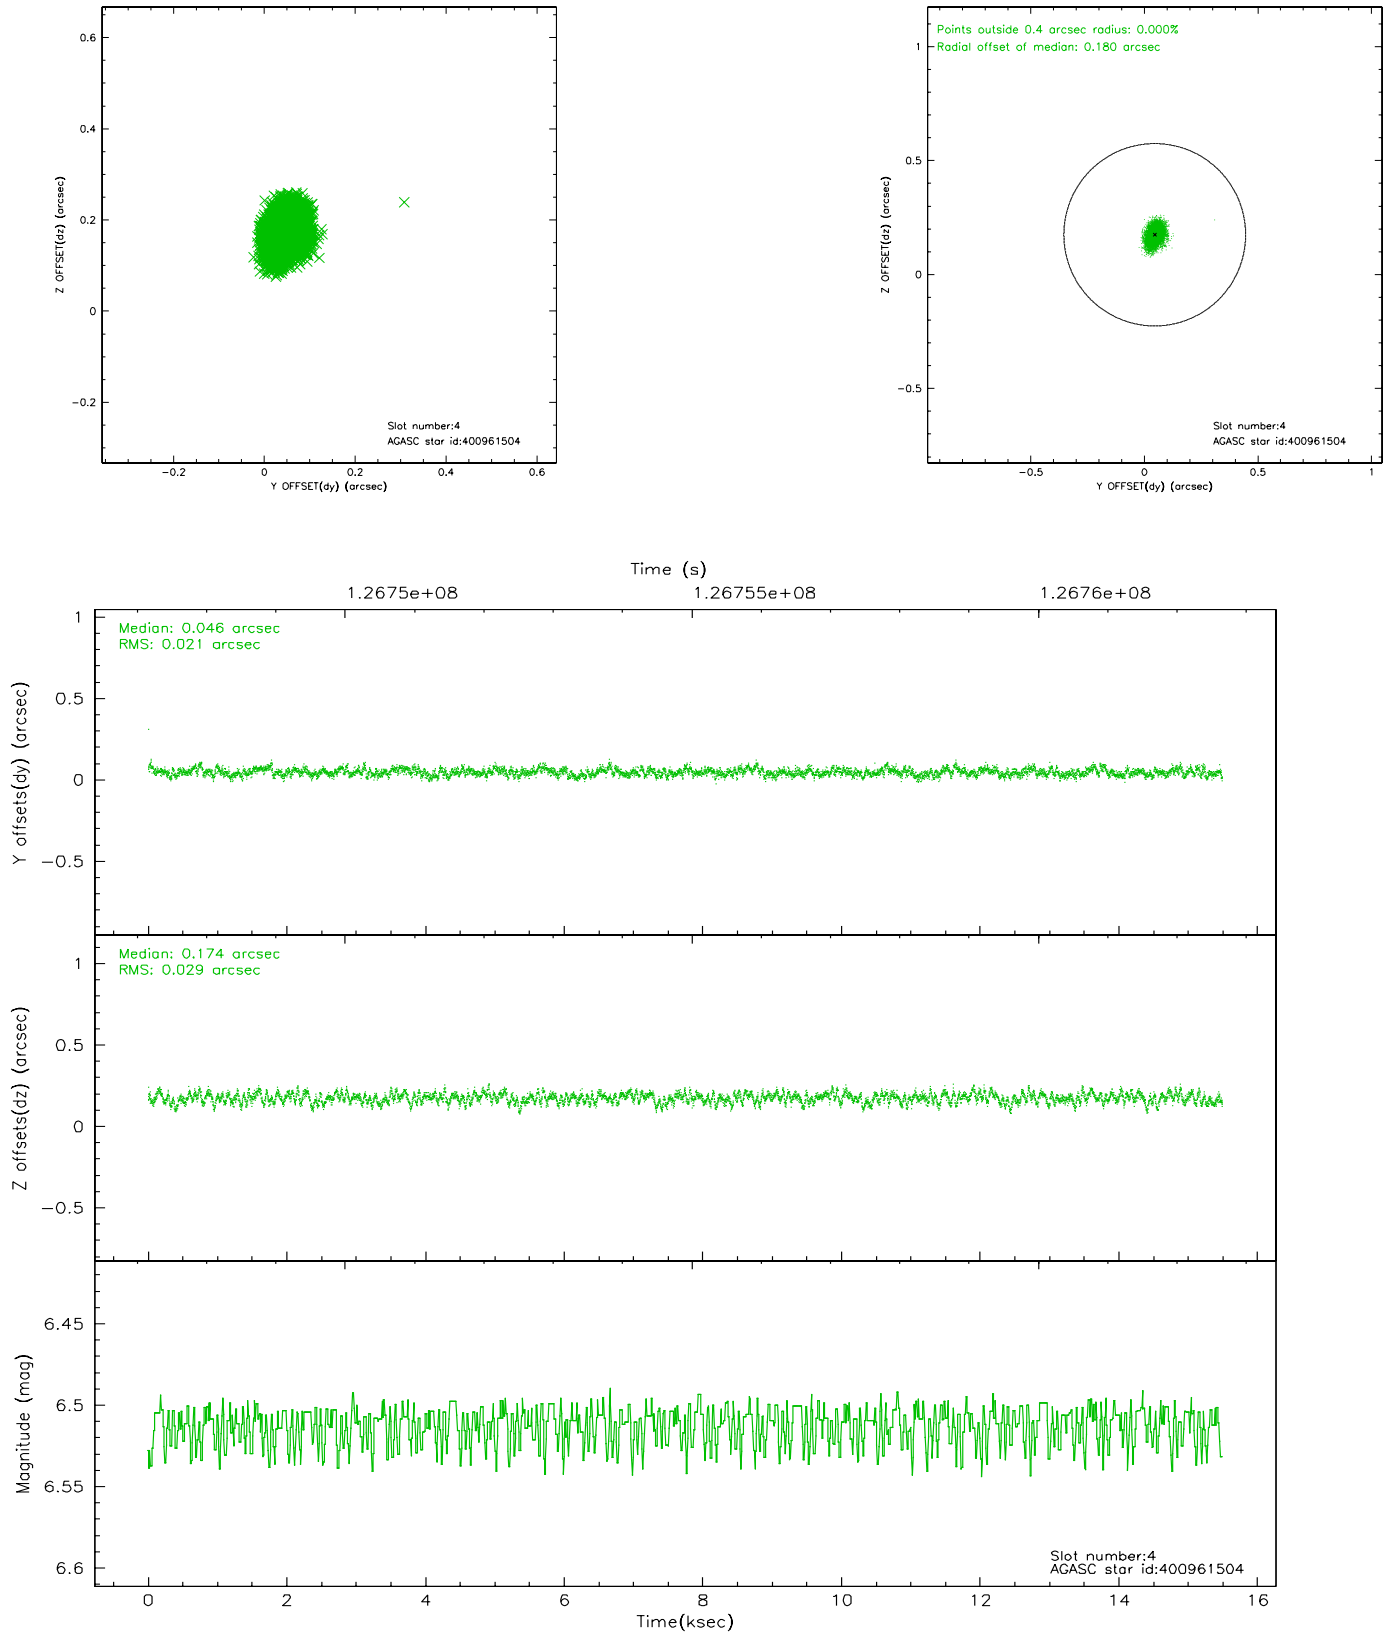 0.6
0.4
0.2
0
-0.2
Z OFFSET(dz) (arcsec)
Slot number:4
AGASC star id:400961504
-0.2 0 0.2 0.4 0.6
Y OFFSET(dy) (arcsec)
Points outside 0.4 arcsec radius: 0.000%
Radial offset of median: 0.180 arcsec
1
0.5
0
-0.5
Z OFFSET(dz) (arcsec)
Slot number:4
AGASC star id:400961504
-0.5 0 0.5 1
Y OFFSET(dy) (arcsec)
Time (s)
1.2675e+08 1.26755e+08 1.2676e+08
Median: 0.046 arcsec
RMS: 0.021 arcsec
1
0.5
0
-0.5
Y offsets(dy) (arcsec)
Median: 0.174 arcsec
RMS: 0.029 arcsec
1
0.5
0
-0.5
Z offsets(dz) (arcsec)
6.45
6.5
6.55
6.6
Magnitude (mag)
Slot number:4
AGASC star id:400961504
0 2 4 6 8 10 12 14 16
Time(ksec)